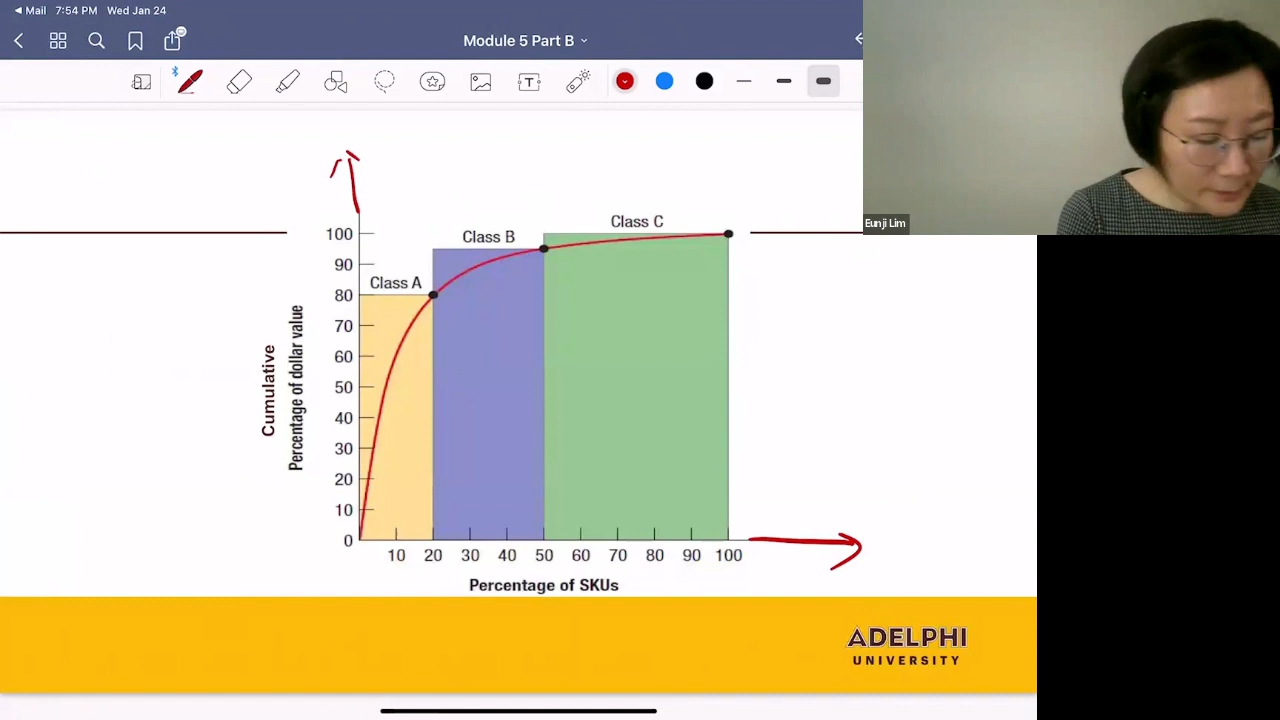 Mail 7:54 PM Wed Jan 24
Module 5 Part B
T
Eunji Lim
Class C
Class B
Class A
100
90
80
70
60
50
40
30
20
10
0
Cumulative
Percentage of dollar value
10 20 30 40 50 60 70 80 90 100
Percentage of SKUs
ADELPHI
UNIVERSITY